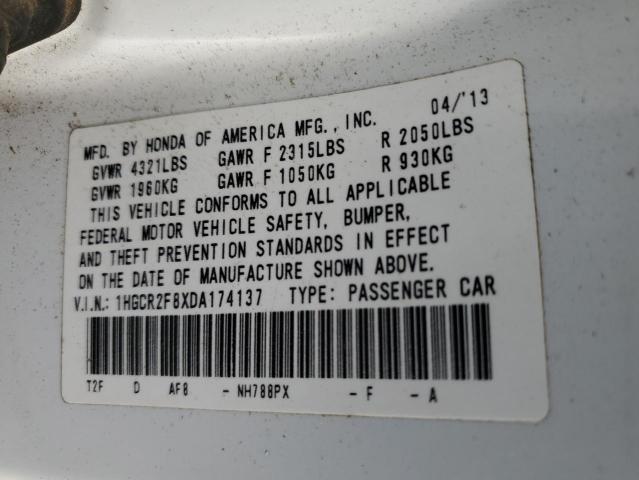 MFD. BY HONDA OF AMERICA MFG., INC. 04/'13
GVWR 4321LBS GAWR F 2315LBS R 2050LBS
GVWR 1960KG GAWR F 1050KG R 930KG
THIS VEHICLE CONFORMS TO ALL APPLICABLE
FEDERAL MOTOR VEHICLE SAFETY, BUMPER,
AND THEFT PREVENTION STANDARDS IN EFFECT
ON THE DATE OF MANUFACTURE SHOWN ABOVE.
V.I.N.: 1HGCR2F8XDA174137 TYPE: PASSENGER CAR
T2F D AF8 - NH788PX - F - A